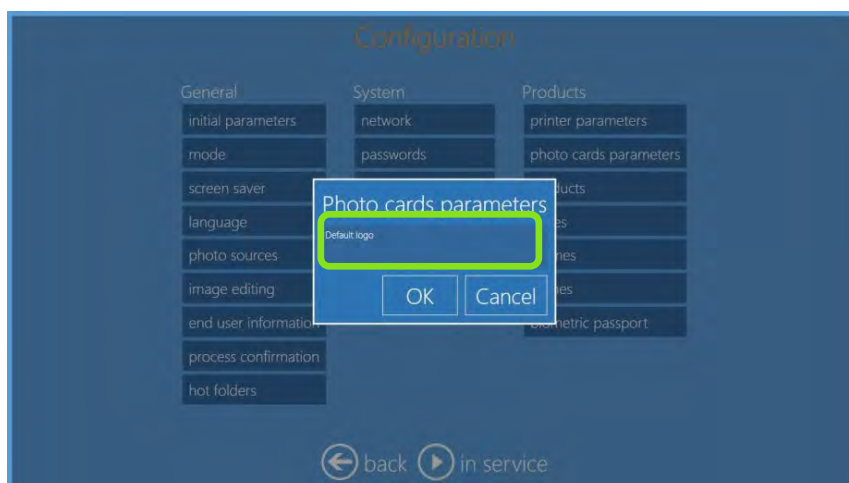 Configuration
General
initial parameters
mode
screen saver
language
photo sources
image editing
end user information
process confirmation
hot folders
System
network
passwords
Products
printer parameters
photo cards parameters
biometric passport
Photo cards parameters
Default logo
OK
Cancel
back
in service